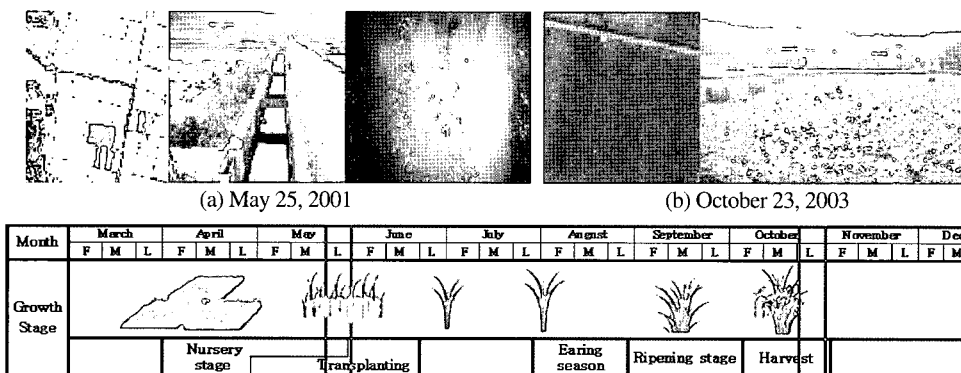 (a) May 25, 2001
(b) October 23, 2003
Month March April May June July August September October November Dec
F M L F M L F M L F M L F M L F M L F M L F M L F M L F M
Growth Stage
Nursery stage Transplanting Earing season Ripening stage Harvest